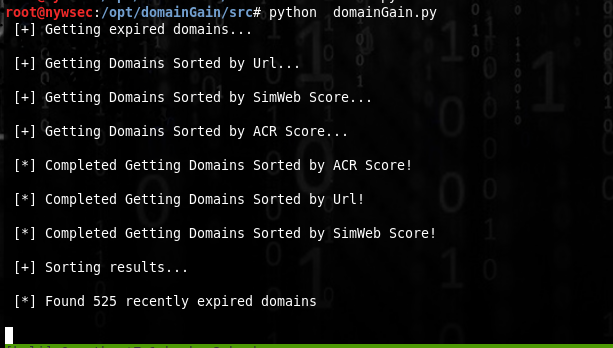 root@nywsec:/opt/domainGain/src# python  domainGain.py
[+] Getting expired domains...
[+] Getting Domains Sorted by Url...
[+] Getting Domains Sorted by SimWeb Score...
[+] Getting Domains Sorted by ACR Score...
[*] Completed Getting Domains Sorted by ACR Score!
[*] Completed Getting Domains Sorted by Url!
[*] Completed Getting Domains Sorted by SimWeb Score!
[+] Sorting results...
[*] Found 525 recently expired domains